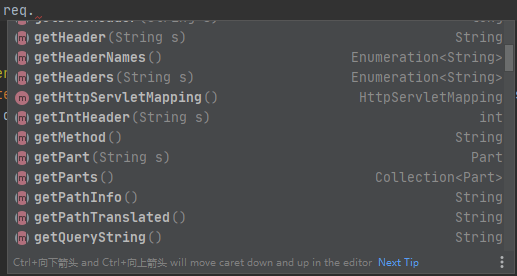 req.
getDateHeader(String s) long
getHeader(String s) String
getHeaderNames() Enumeration<String>
getHeaders(String s) Enumeration<String>
getHttpServletMapping() HttpServletMapping
getIntHeader(String s) int
getMethod() String
getPart(String s) Part
getParts() Collection<Part>
getPathInfo() String
getPathTranslated() String
getQueryString() String
Ctrl+向下箭头 and Ctrl+向上箭头 will move caret down and up in the editor Next Tip